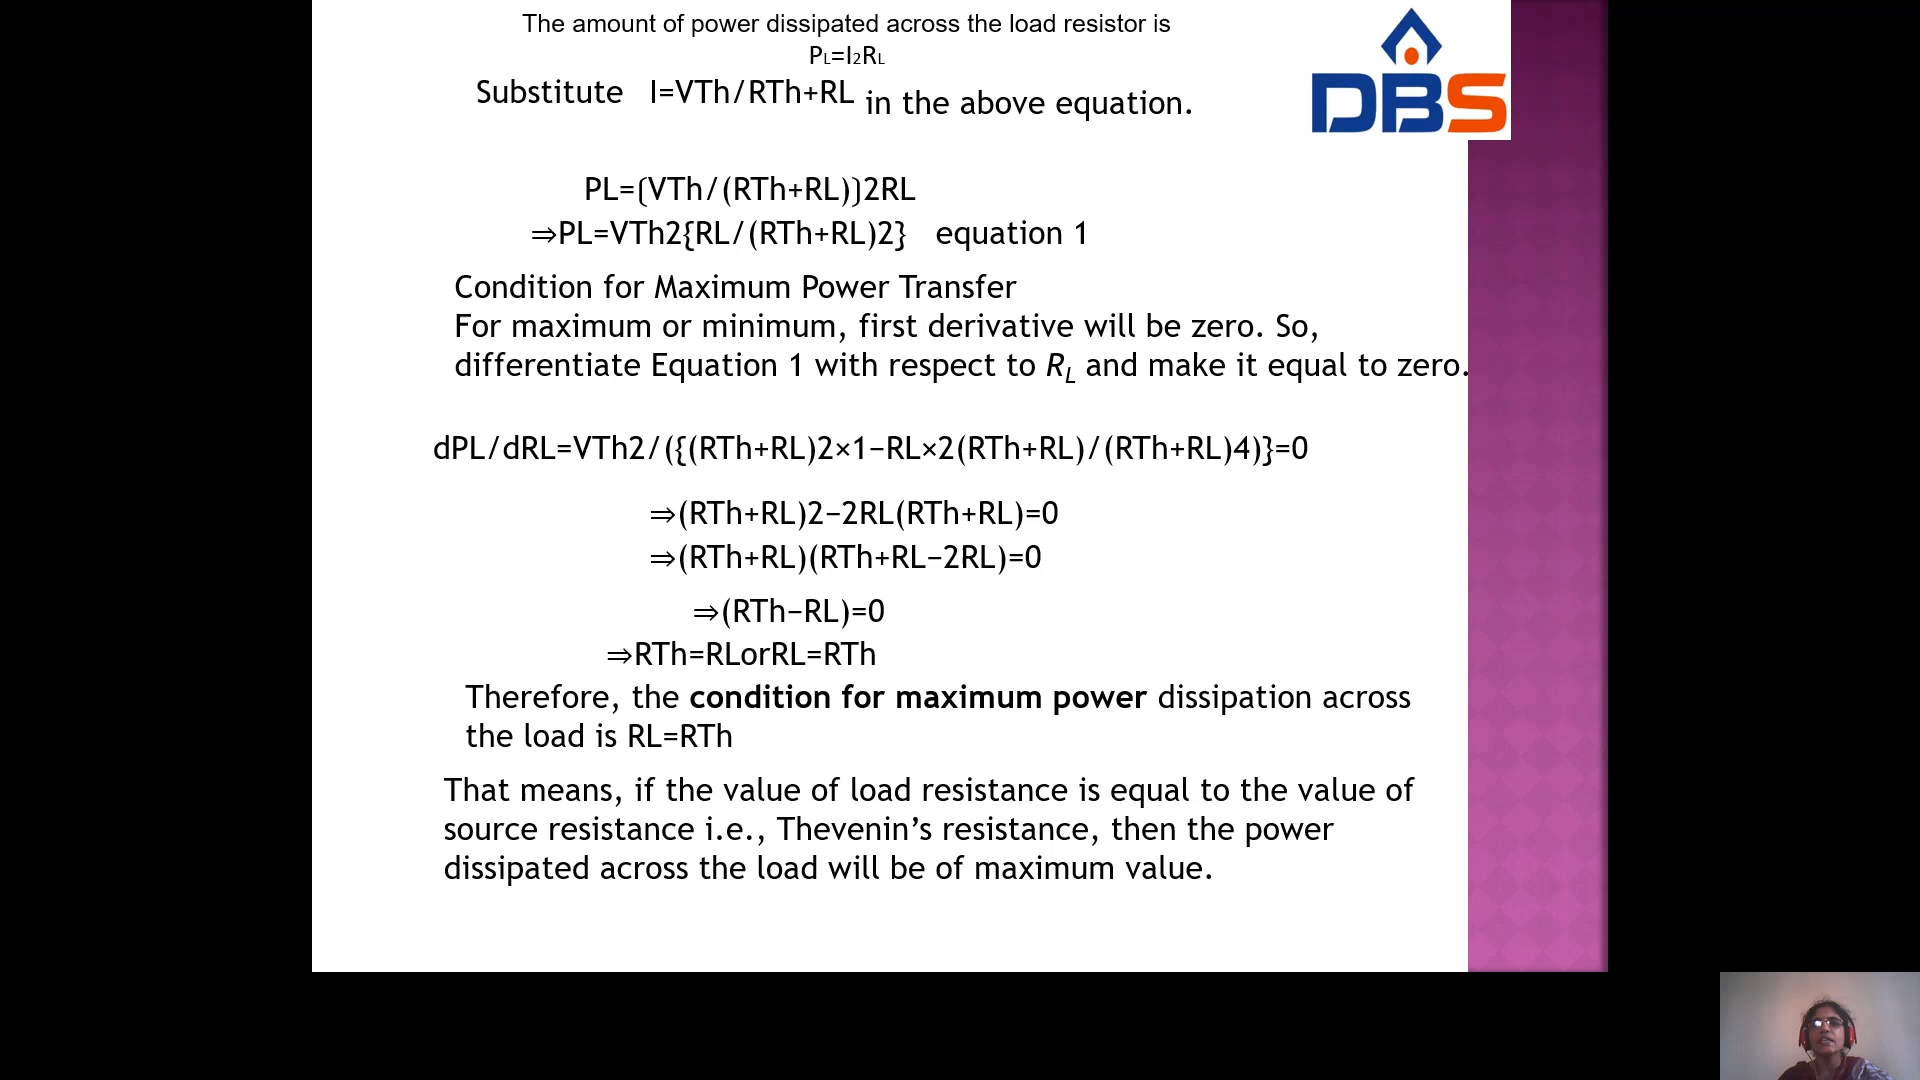 The amount of power dissipated across the load resistor is
PL=I2RL
Substitute I=VTh/RTh+RL in the above equation.
DBS
PL=(VTh/(RTh+RL))2RL
⇒PL=VTh2{RL/(RTh+RL)2} equation 1
Condition for Maximum Power Transfer
For maximum or minimum, first derivative will be zero. So,
differentiate Equation 1 with respect to RL and make it equal to zero.
dPL/dRL=VTh2/({(RTh+RL)2×1−RL×2(RTh+RL)/(RTh+RL)4)}=0
⇒(RTh+RL)2−2RL(RTh+RL)=0
⇒(RTh+RL)(RTh+RL−2RL)=0
⇒(RTh−RL)=0
⇒RTh=RLorRL=RTh
Therefore, the condition for maximum power dissipation across
the load is RL=RTh
That means, if the value of load resistance is equal to the value of
source resistance i.e., Thevenin’s resistance, then the power
dissipated across the load will be of maximum value.